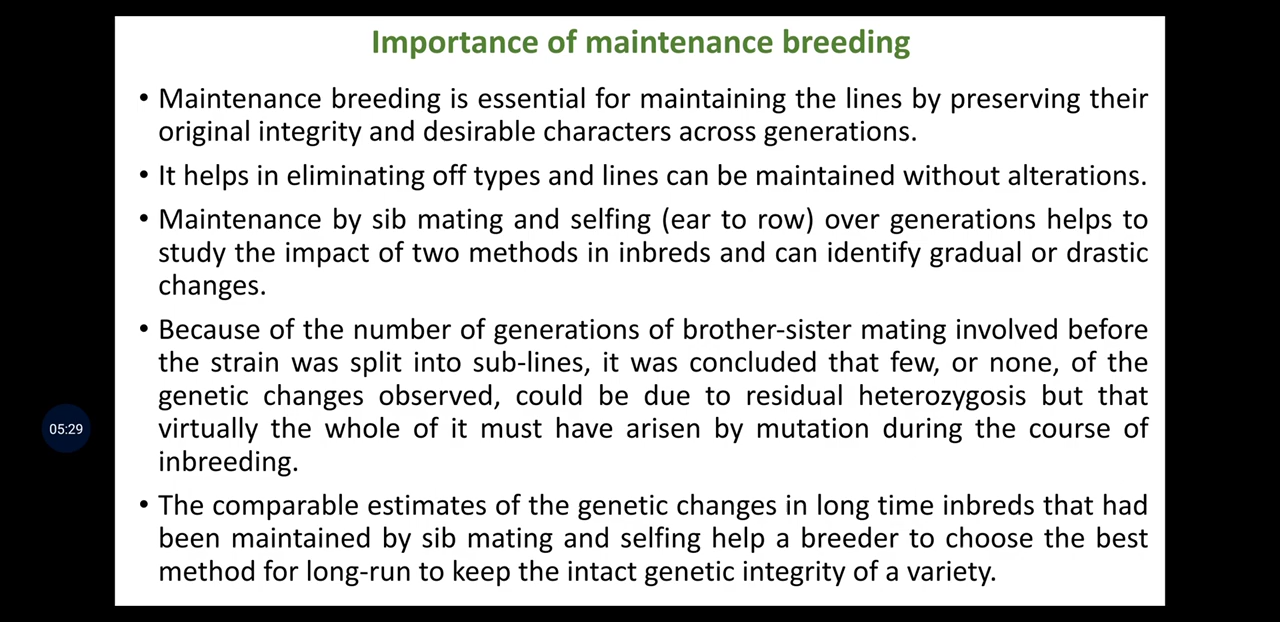 Importance of maintenance breeding
• Maintenance breeding is essential for maintaining the lines by preserving their
original integrity and desirable characters across generations.
• It helps in eliminating off types and lines can be maintained without alterations.
• Maintenance by sib mating and selfing (ear to row) over generations helps to
study the impact of two methods in inbreds and can identify gradual or drastic
changes.
• Because of the number of generations of brother-sister mating involved before
the strain was split into sub-lines, it was concluded that few, or none, of the
genetic changes observed, could be due to residual heterozygosis but that
virtually the whole of it must have arisen by mutation during the course of
inbreeding.
• The comparable estimates of the genetic changes in long time inbreds that had
been maintained by sib mating and selfing help a breeder to choose the best
method for long-run to keep the intact genetic integrity of a variety.
05:29